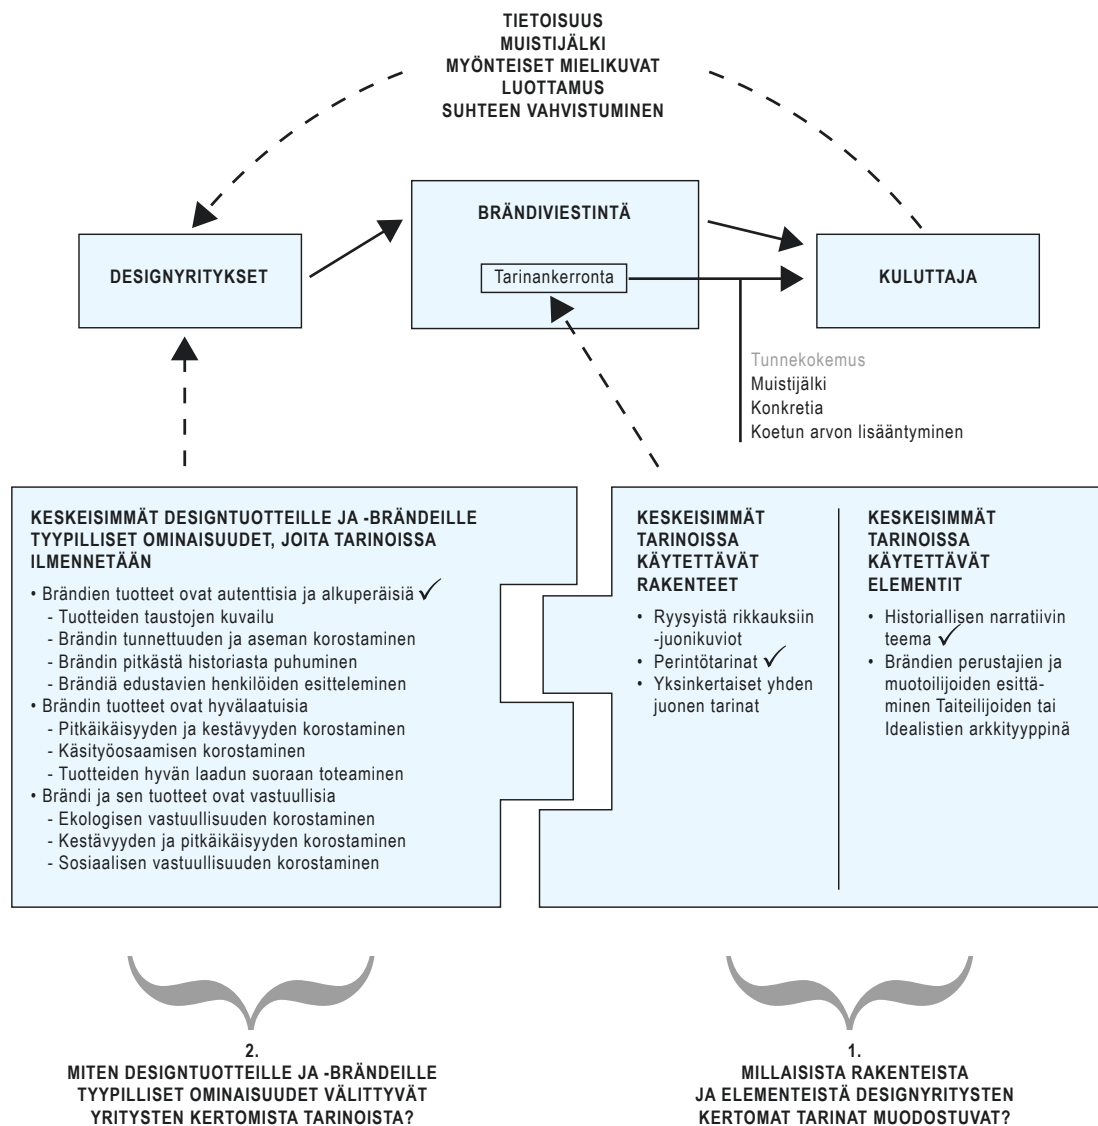 TIETOISUUS
MUISTIJÄLKI
MYÖNTEISET MIELIKUVAT
LUOTTAMUS
SUHTEEN VAHVISTUMINEN
BRÄNDIVIESTINTÄ
DESIGNYRITYKSET
Tarinankerronta
KULUTTAJA
Tunnekokemus
Muistijälki
Konkretia
Koetun arvon lisääntyminen
KESKEISIMMÄT DESIGNTUOTTEILLE JA -BRÄNDEILLE
TYYPILLISET OMINAISUUDET, JOITA TARINOISSA
ILMENNETÄÄN
• Brändien tuotteet ovat autenttisia ja alkuperäisiä ✓
- Tuotteiden taustojen kuvailu
- Brändin tunnettuuden ja aseman korostaminen
- Brändin pitkästä historiasta puhuminen
- Brändiä edustavien henkilöiden esitteleminen
• Brändin tuotteet ovat hyvälaatuisia
- Pitkäikäisyyden ja kestävyyden korostaminen
- Käsityöosaamisen korostaminen
- Tuotteiden hyvän laadun suoraan toteaminen
• Brändi ja sen tuotteet ovat vastuullisia
- Ekologisen vastuullisuuden korostaminen
- Kestävyyden ja pitkäikäisyyden korostaminen
- Sosiaalisen vastuullisuuden korostaminen
KESKEISIMMÄT
TARINOISSA
KÄYTETTÄVÄT
RAKENTEET
• Ryysyistä rikkauksiin
-juonikuviot
• Perintötarinat ✓
• Yksinkertaiset yhden
juonen tarinat
KESKEISIMMÄT
TARINOISSA
KÄYTETTÄVÄT
ELEMENTIT
• Historiallisen narratiivin
teema ✓
• Brändien perustajien ja
muotoilijoiden esittä-
minen Taiteilijoiden tai
Idealistien arkkityyppinä
2.
MITEN DESIGNTUOTTEILLE JA -BRÄNDEILLE
TYYPILLISET OMINAISUUDET VÄLITTYVÄT
YRITYSTEN KERTOMISTA TARINOISTA?
1.
MILLAISISTA RAKENTEISTA
JA ELEMENTEISTÄ DESIGNYRITYSTEN
KERTOMAT TARINAT MUODOSTUVAT?